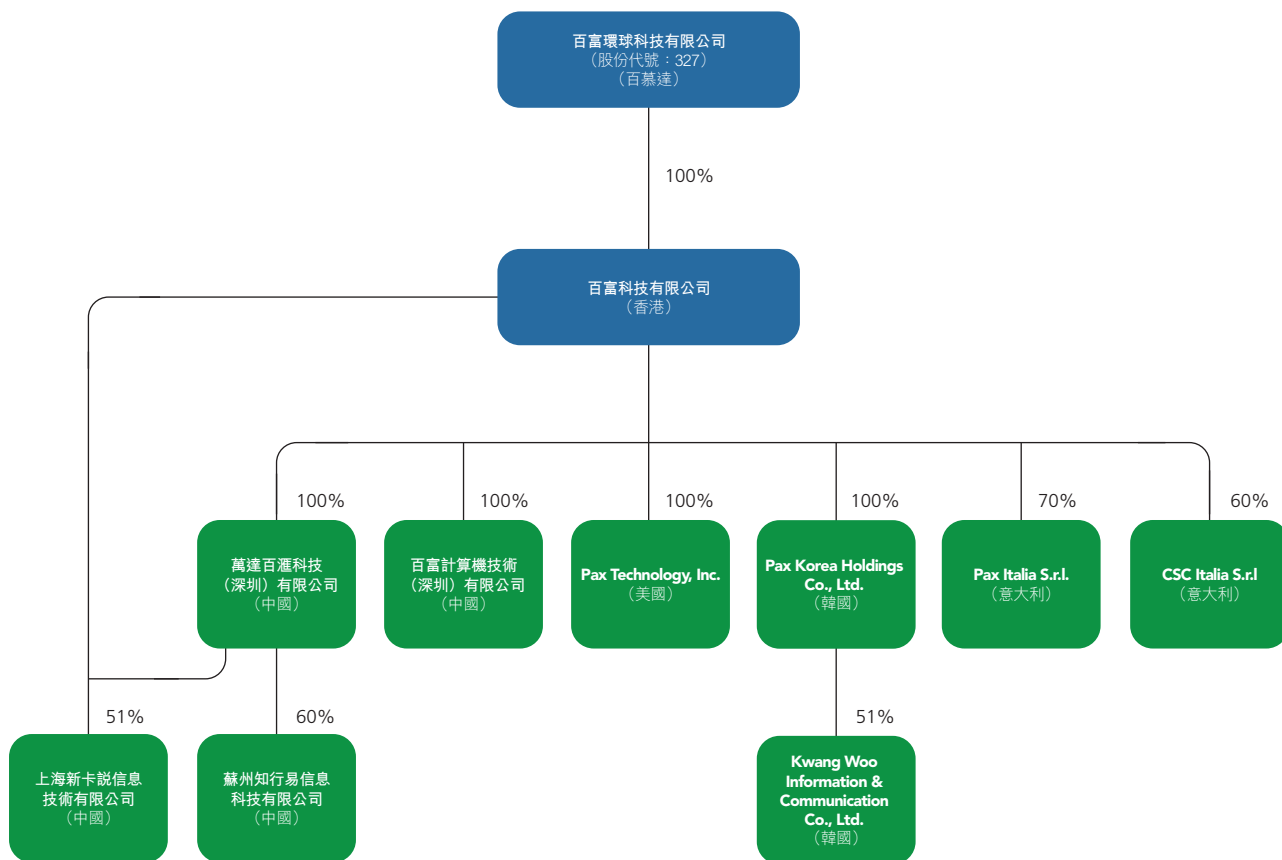 百富環球科技有限公司
（股份代號：327）
（百慕達）
100%
百富科技有限公司
（香港）
100%
100%
100%
100%
70%
60%
萬達百滙科技
（深圳）有限公司
（中國）
百富計算機技術
（深圳）有限公司
（中國）
Pax Technology, Inc.
（美國）
Pax Korea Holdings
Co., Ltd.
（韓國）
Pax Italia S.r.l.
（意大利）
CSC Italia S.r.l
（意大利）
51%
60%
51%
上海新卡説信息
技術有限公司
（中國）
蘇州知行易信息
科技有限公司
（中國）
Kwang Woo
Information &
Communication
Co., Ltd.
（韓國）